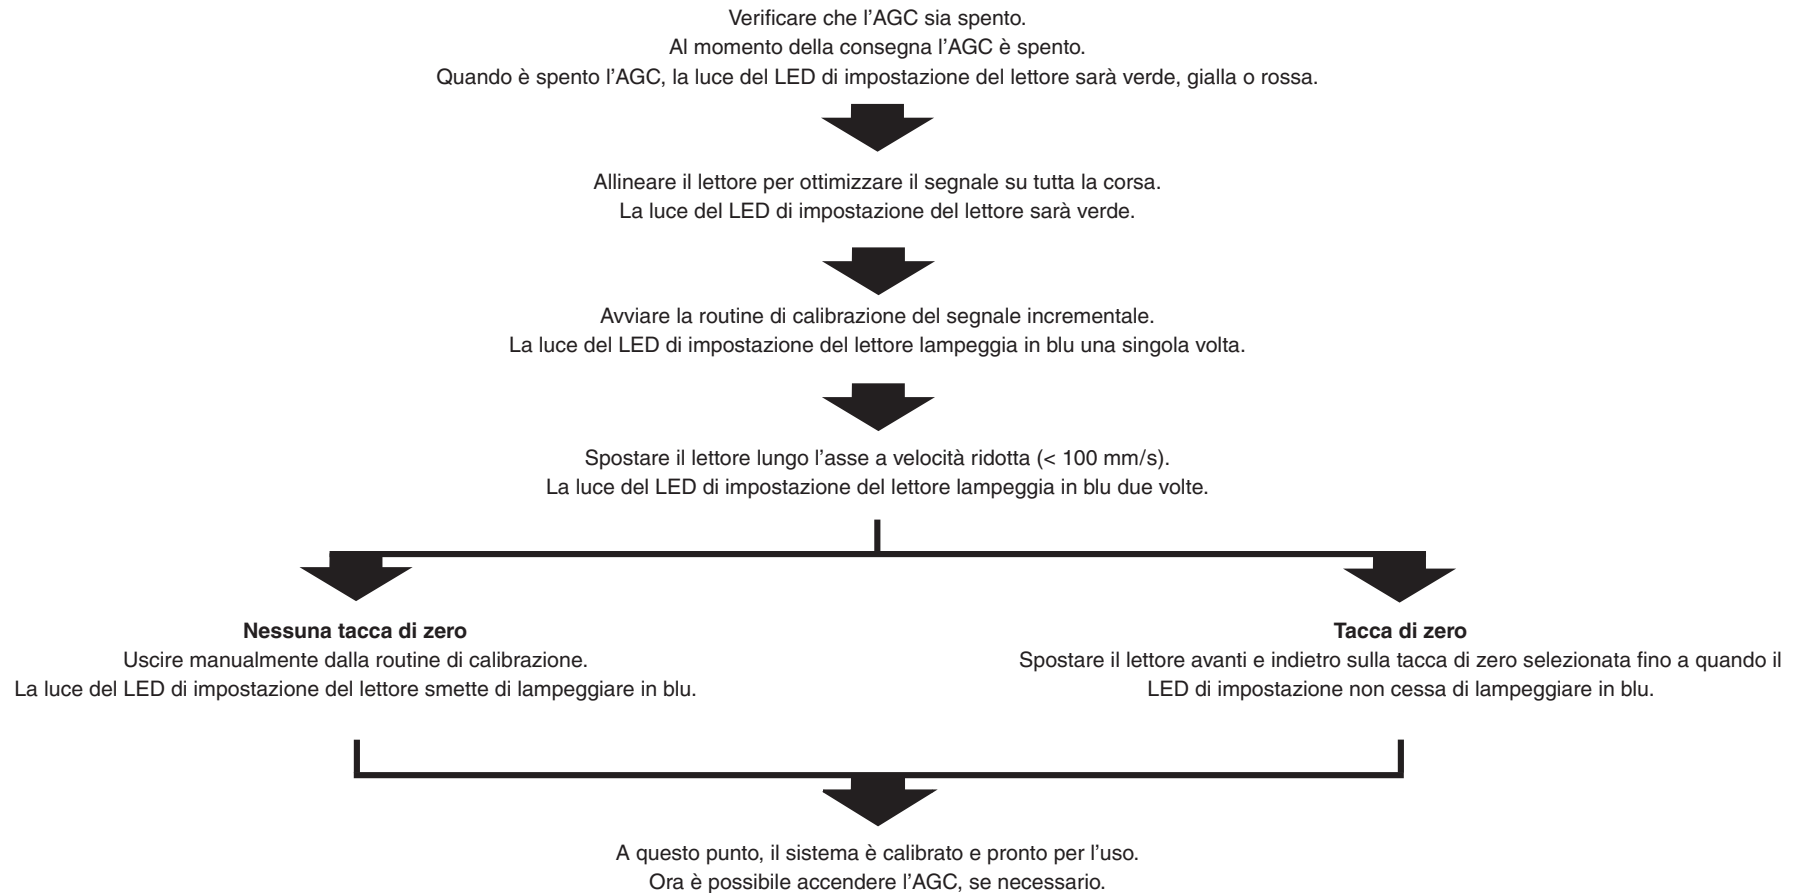 Verificare che l’AGC sia spento.
Al momento della consegna l’AGC è spento.
Quando è spento l’AGC, la luce del LED di impostazione del lettore sarà verde, gialla o rossa.
Allineare il lettore per ottimizzare il segnale su tutta la corsa.
La luce del LED di impostazione del lettore sarà verde.
Avviare la routine di calibrazione del segnale incrementale.
La luce del LED di impostazione del lettore lampeggia in blu una singola volta.
Spostare il lettore lungo l’asse a velocità ridotta (< 100 mm/s).
La luce del LED di impostazione del lettore lampeggia in blu due volte.
Nessuna tacca di zero
Uscire manualmente dalla routine di calibrazione.
La luce del LED di impostazione del lettore smette di lampeggiare in blu.
Tacca di zero
Spostare il lettore avanti e indietro sulla tacca di zero selezionata fino a quando il
LED di impostazione non cessa di lampeggiare in blu.
A questo punto, il sistema è calibrato e pronto per l’uso.
Ora è possibile accendere l’AGC, se necessario.